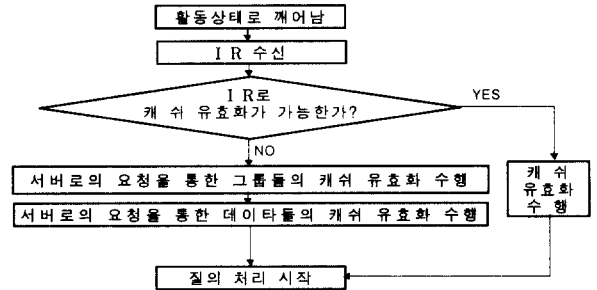 활동상태로 깨어남
I R 수신
I R로
캐 쉬 유효화가 가능한가?
YES
NO
서버로의 요청을 통한 그룹들의 캐쉬 유효화 수행
서버로의 요청을 통한 데이타들의 캐쉬 유효화 수행
캐 쉬
유효화
수 행
질의 처리 시작